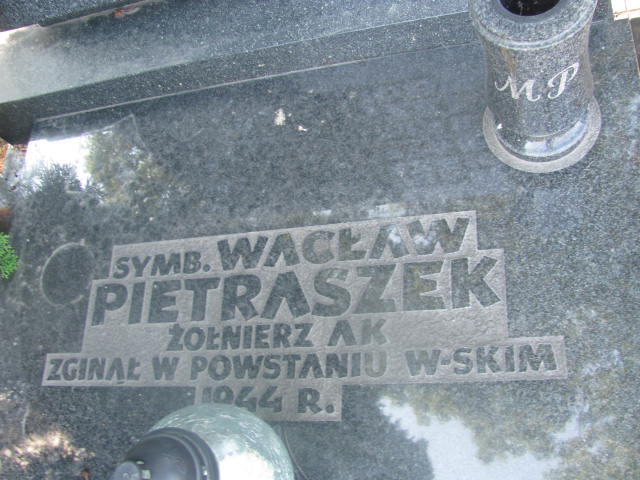 MP
SYMB. WACŁAW
PIETRASZEK
ŻOŁNIERZ AK
ZGINĄŁ W POWSTANIU W-SKIM
1944 R.